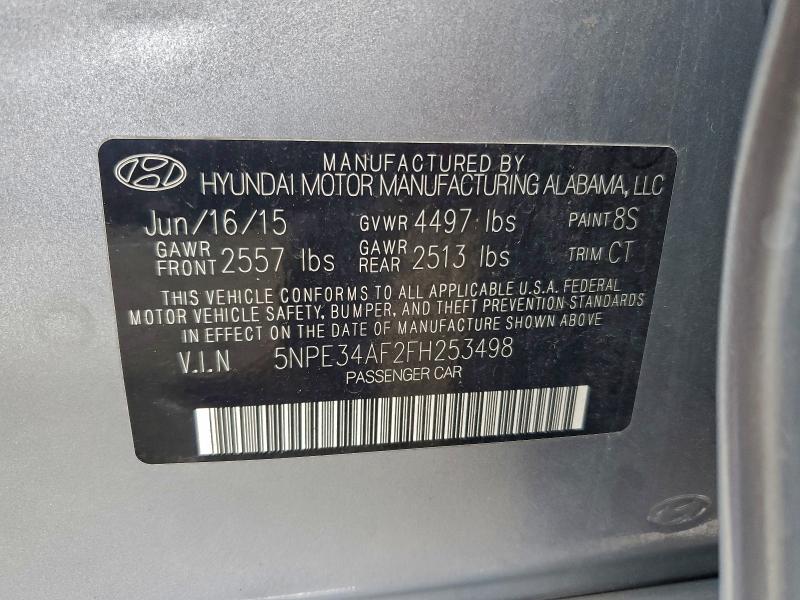 MANUFACTURED BY
HYUNDAI MOTOR MANUFACTURING ALABAMA, LLC
Jun/16/15 GVWR 4497 lbs PAINT 8S
GAWR FRONT 2557 lbs GAWR REAR 2513 lbs TRIM CT
THIS VEHICLE CONFORMS TO ALL APPLICABLE U.S.A. FEDERAL
MOTOR VEHICLE SAFETY, BUMPER, AND THEFT PREVENTION STANDARDS
IN EFFECT ON THE DATE OF MANUFACTURE SHOWN ABOVE
V.I.N 5NPE34AF2FH253498
PASSENGER CAR